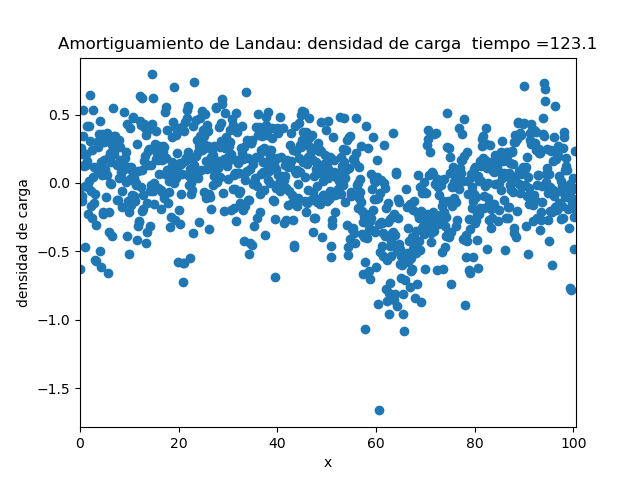 Amortiguamiento de Landau: densidad de carga  tiempo =123.1
densidad de carga
0.5
0.0
−0.5
−1.0
−1.5
0 20 40 60 80 100
x